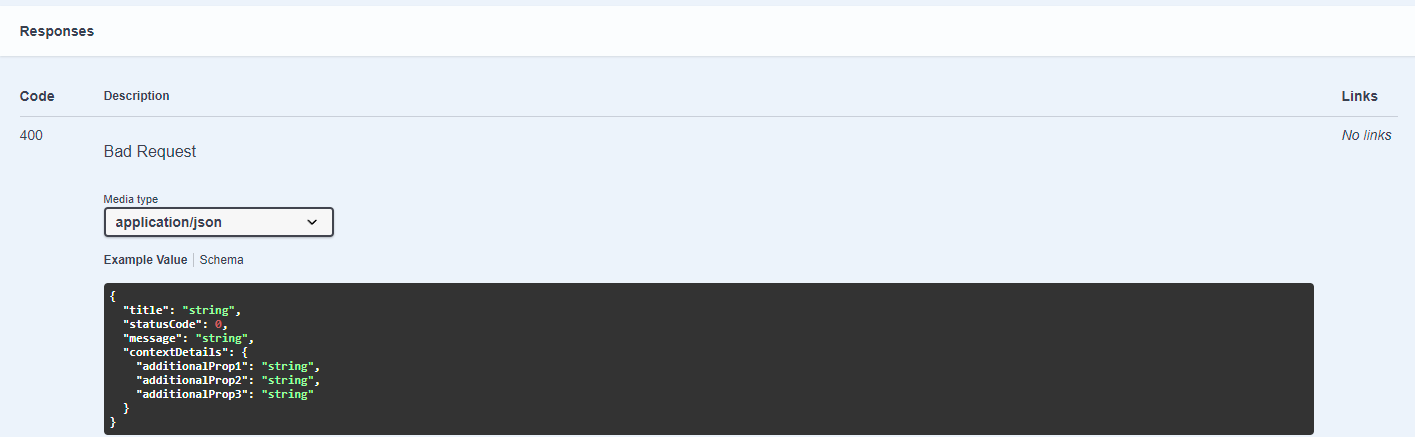 Responses
Code Description Links
400 No links
Bad Request
Media type
application/json
Example Value Schema
{
  "title": "string",
  "statusCode": 0,
  "message": "string",
  "contextDetails": {
    "additionalProp1": "string",
    "additionalProp2": "string",
    "additionalProp3": "string"
  }
}